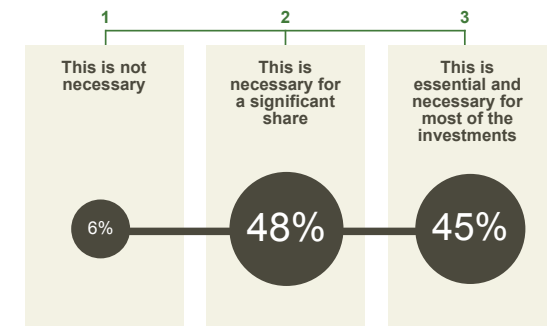 1
2
3
This is not
necessary
This is
necessary for
a significant
share
This is
essential and
necessary for
most of the
investments
6%
48%
45%